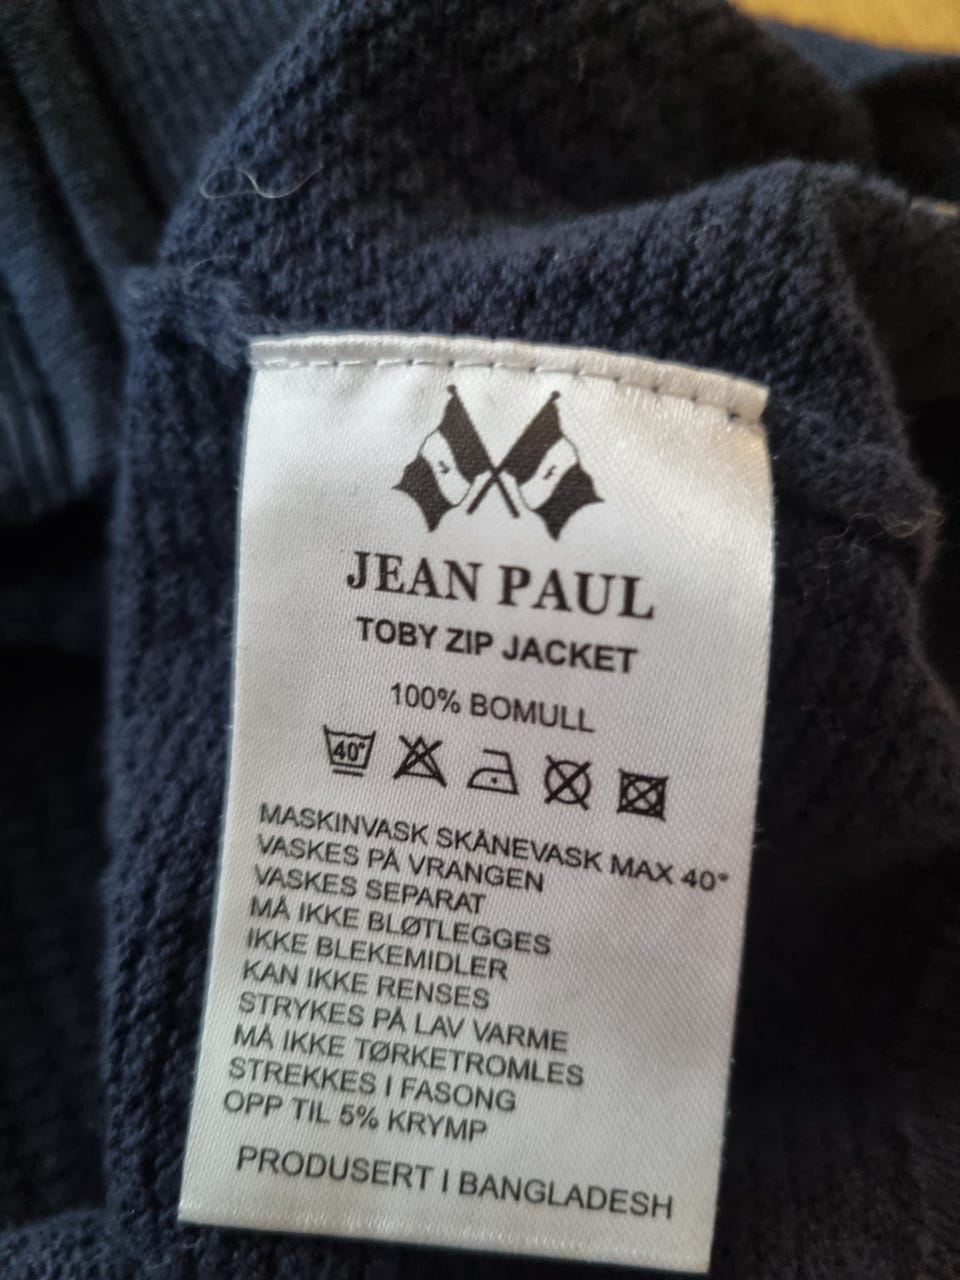 JEAN PAUL
TOBY ZIP JACKET
100% BOMULL
40°
MASKINVASK SKÅNEVASK MAX 40°
VASKES PÅ VRANGEN
VASKES SEPARAT
MÅ IKKE BLØTLEGGES
IKKE BLEKEMIDLER
KAN IKKE RENSES
STRYKES PÅ LAV VARME
MÅ IKKE TØRKETROMLES
STREKKES I FASONG
OPP TIL 5% KRYMP
PRODUSERT I BANGLADESH